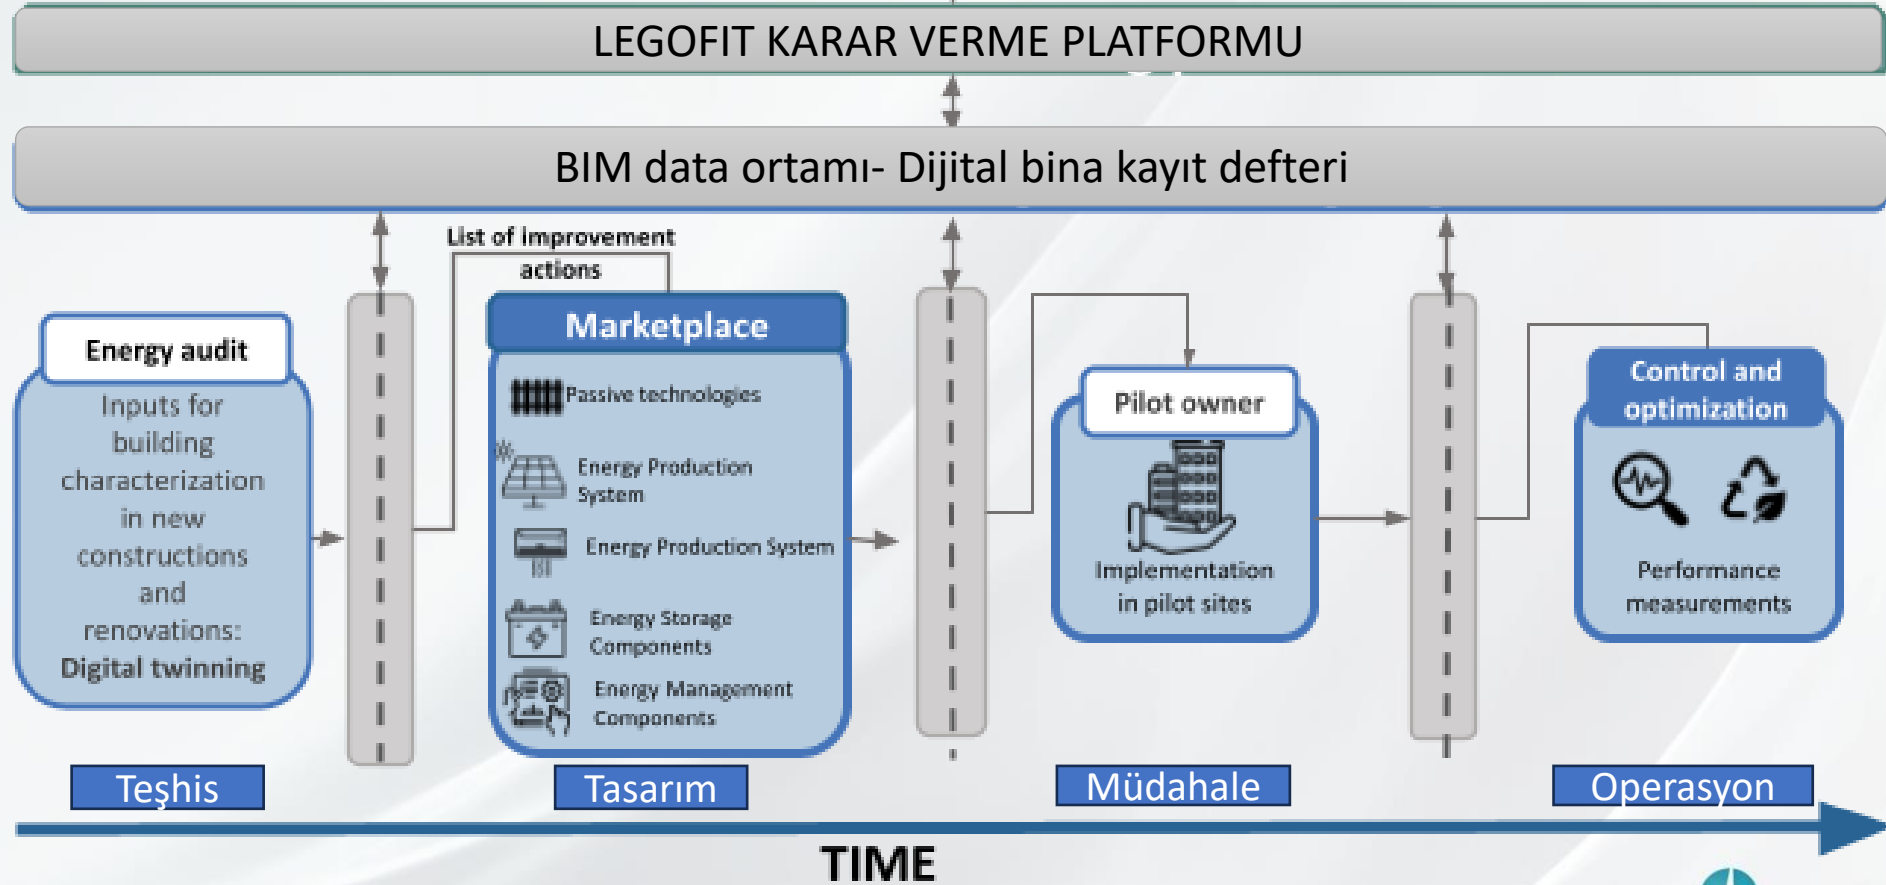 LEGOFIT KARAR VERME PLATFORMU
BIM data ortamı- Dijital bina kayıt defteri
Energy audit
Inputs for
building
characterization
in new
constructions
and
renovations:
Digital twinning
List of improvement
actions
Marketplace
Passive technologies
Energy Production
System
Energy Production System
Energy Storage
Components
Energy Management
Components
Pilot owner
Implementation
in pilot sites
Control and
optimization
Performance
measurements
Teşhis
Tasarım
Müdahale
Operasyon
TIME